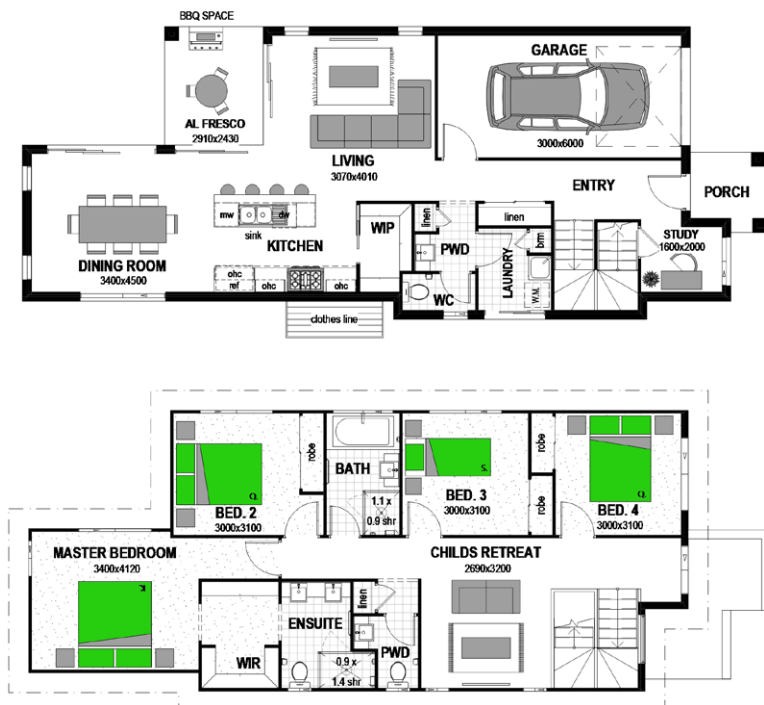 BBQ SPACE
AL FRESCO
2910x2430
LIVING
3070x4010
GARAGE
3000x6000
ENTRY
PORCH
DINING ROOM
3400x4500
mw
dw
sink
KITCHEN
ohc
ref
ohc
ohc
WIP
linen
PWD
WC
linen
brm
LAUNDRY
W.M.
STUDY
1600x2000
clothes line
BED. 2
3000x3100
Q.
robe
BATH
1.1 x
0.9 shr
BED. 3
3000x3100
S.
robe
robe
BED. 4
3000x3100
Q.
MASTER BEDROOM
3400x4120
K
WIR
ENSUITE
0.9 x
1.4 shr
linen
PWD
CHILDS RETREAT
2690x3200